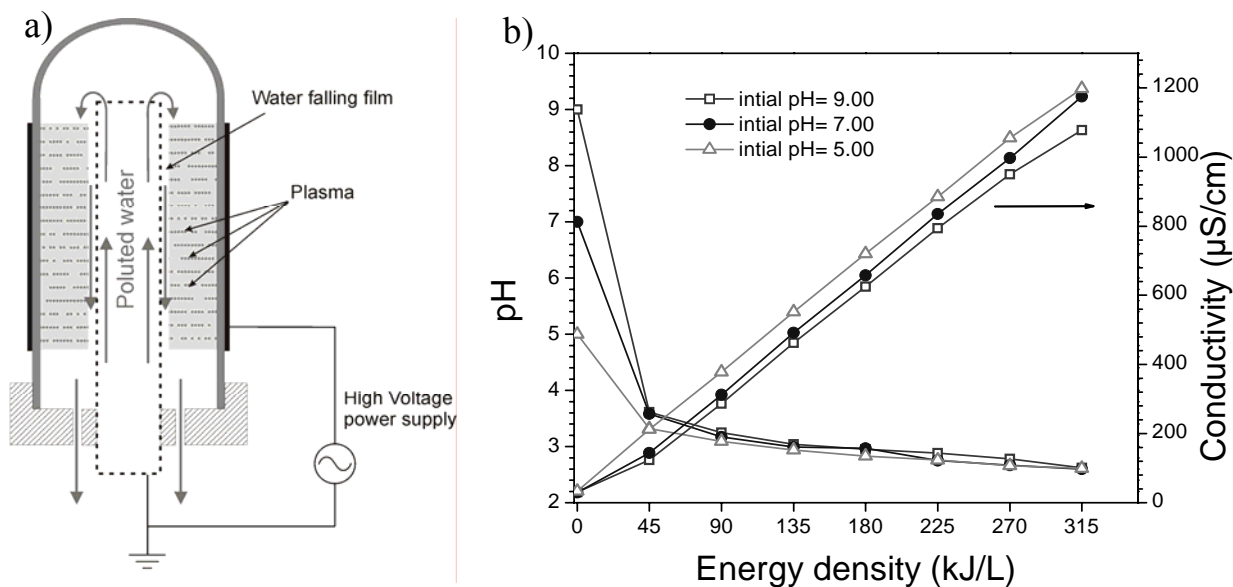 a)
Water falling film
Plasma
Poluted water
High Voltage
power supply
b)
intial pH= 9.00
intial pH= 7.00
intial pH= 5.00
pH
10
9
8
7
6
5
4
3
2
Conductivity (µS/cm)
1200
1000
800
600
400
200
0
0 45 90 135 180 225 270 315
Energy density (kJ/L)